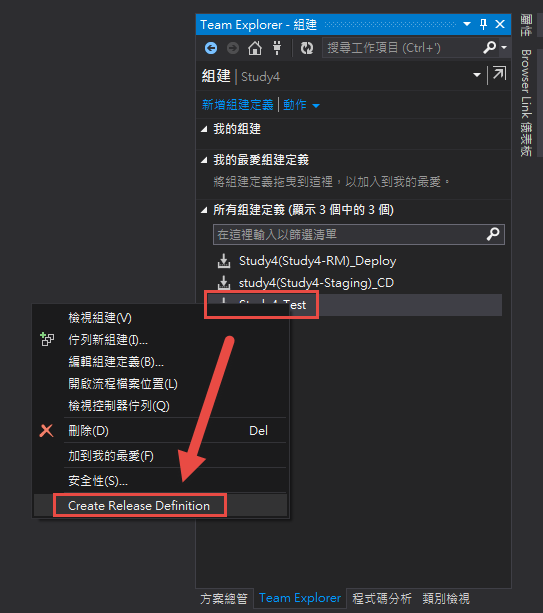 Team Explorer - 組建
搜尋工作項目 (Ctrl+')
組建 | Study4
新增組建定義 | 動作
我的組建
我的最愛組建定義
將組建定義拖曳到這裡，以加入到我的最愛。
所有組建定義 (顯示 3 個中的 3 個)
在這裡輸入以篩選清單
Study4(Study4-RM)_Deploy
study4(Study4-Staging)_CD
Study4-Test
檢視組建(V)
佇列新組建(I)...
編輯組建定義(B)...
開啟流程檔案位置(L)
檢視控制器佇列(Q)
刪除(D) Del
加到我的最愛(F)
安全性(S)...
Create Release Definition
方案總管 Team Explorer 程式碼分析 類別檢視
屬性
Browser Link 儀表板